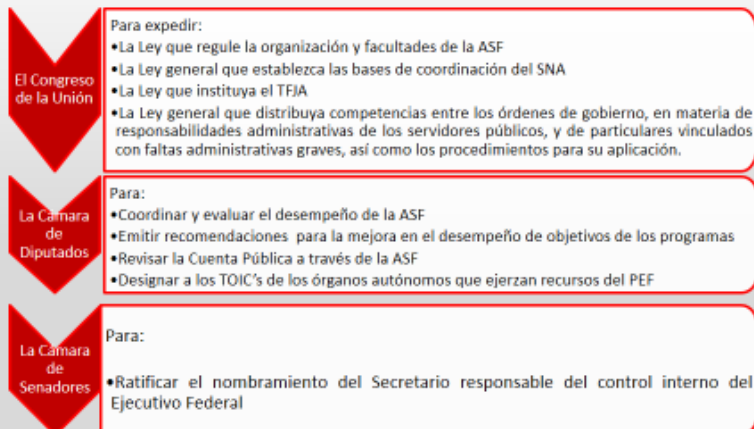 El Congreso
de la Unión
Para expedir:
•La Ley que regule la organización y facultades de la ASF
•La Ley general que establezca las bases de coordinación del SNA
•La Ley que instituya el TFJA
•La Ley general que distribuya competencias entre los órdenes de gobierno, en materia de
responsabilidades administrativas de los servidores públicos, y de particulares vinculados
con faltas administrativas graves, así como los procedimientos para su aplicación.
La Cámara
de
Diputados
Para:
•Coordinar y evaluar el desempeño de la ASF
•Emitir recomendaciones para la mejora en el desempeño de objetivos de los programas
•Revisar la Cuenta Pública a través de la ASF
•Designar a los TOIC's de los órganos autónomos que ejerzan recursos del PEF
La Cámara
de
Senadores
Para:
•Ratificar el nombramiento del Secretario responsable del control interno del
Ejecutivo Federal